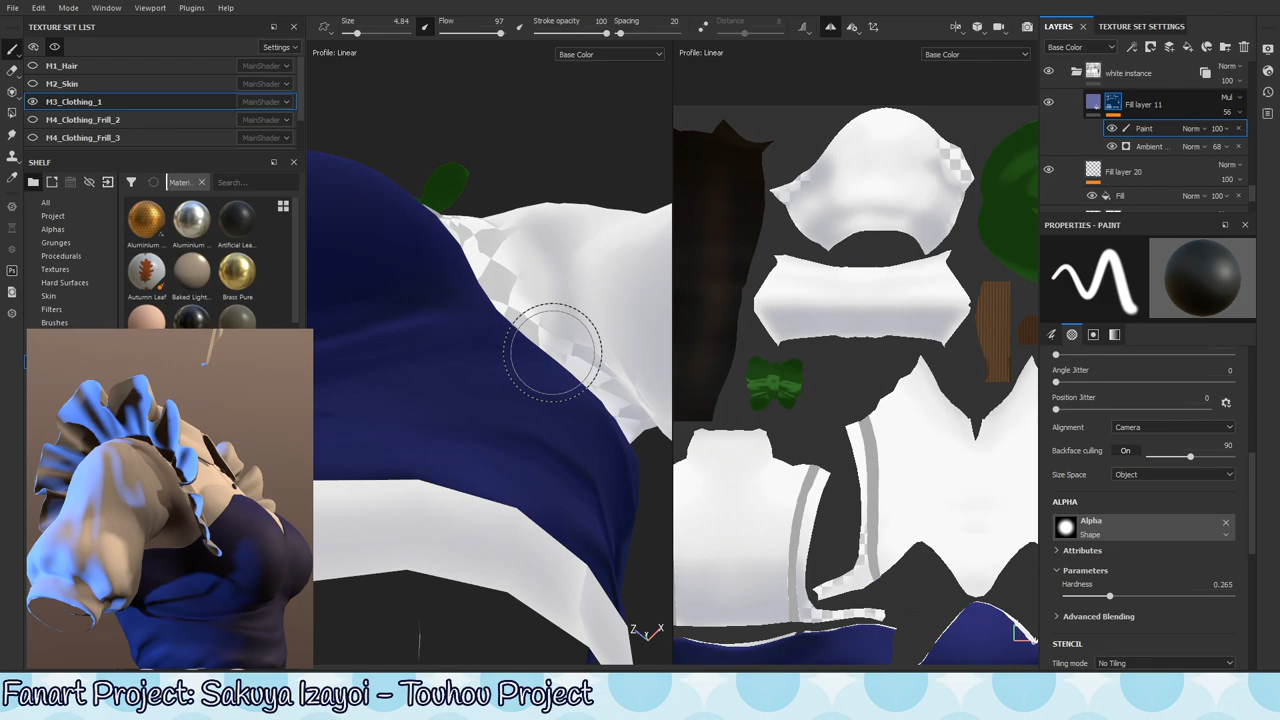 File Edit Mode Window Viewport Plugins Help
TEXTURE SET LIST
Settings
M1_Hair MainShader
M2_Skin MainShader
M3_Clothing_1 MainShader
M4_Clothing_Frill_2 MainShader
M4_Clothing_Frill_3 MainShader
SHELF
Materi... Search...
All
Project
Alphas
Grunges
Procedurals
Textures
Hard Surfaces
Skin
Filters
Brushes
Aluminium ... Aluminium ... Artificial Lea...
Autumn Leaf Baked Light... Brass Pure
Size 4.84 Flow 97 Stroke opacity 100 Spacing 20 Distance 8
Profile: Linear Base Color
Profile: Linear Base Color
Z X
LAYERS TEXTURE SET SETTINGS
Base Color
white instance Norm 100
Fill layer 11 Mul 56
Paint Norm 100
Ambient ... Norm 68
Fill layer 20 Norm 100
Fill Norm 100
PROPERTIES - PAINT
Angle Jitter 0
Position Jitter 0
Alignment Camera
Backface culling On 90
Size Space Object
ALPHA
Alpha
Shape
Attributes
Parameters
Hardness 0.265
Advanced Blending
STENCIL
Tiling mode No Tiling
Fanart Project: Sakuya Izayoi - Touhou Project